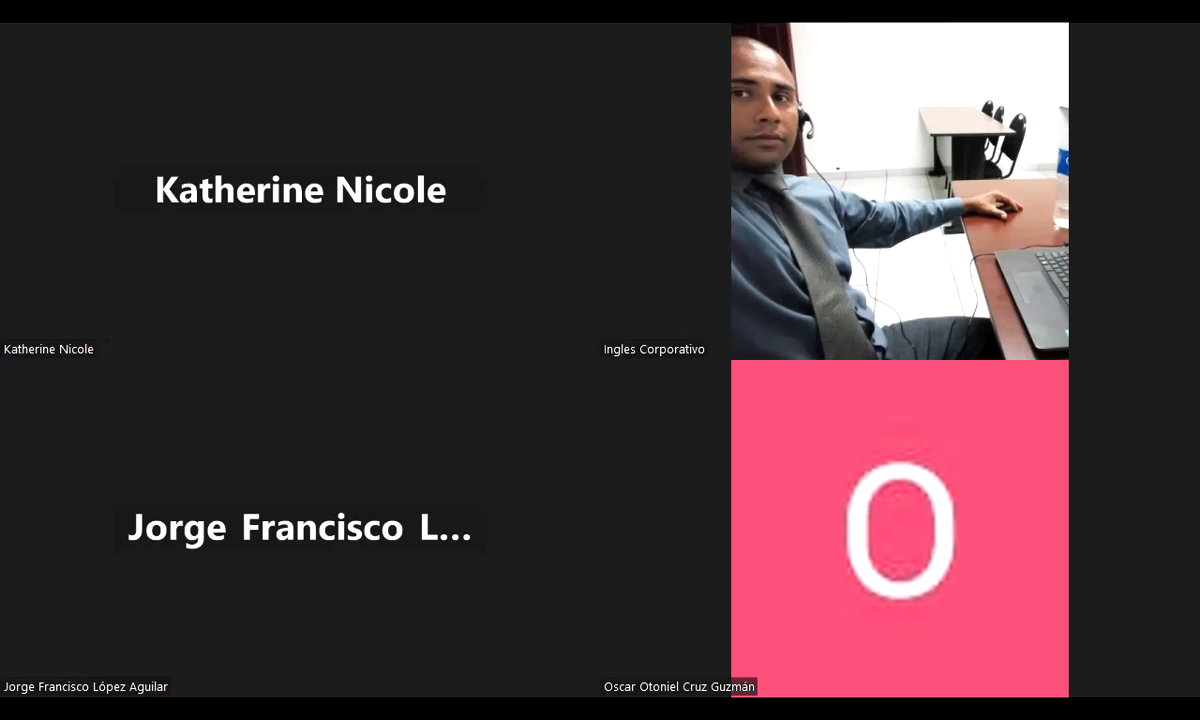 Katherine Nicole
Katherine Nicole
Ingles Corporativo
Jorge Francisco L...
O
Jorge Francisco López Aguilar
Oscar Otoniel Cruz Guzmán